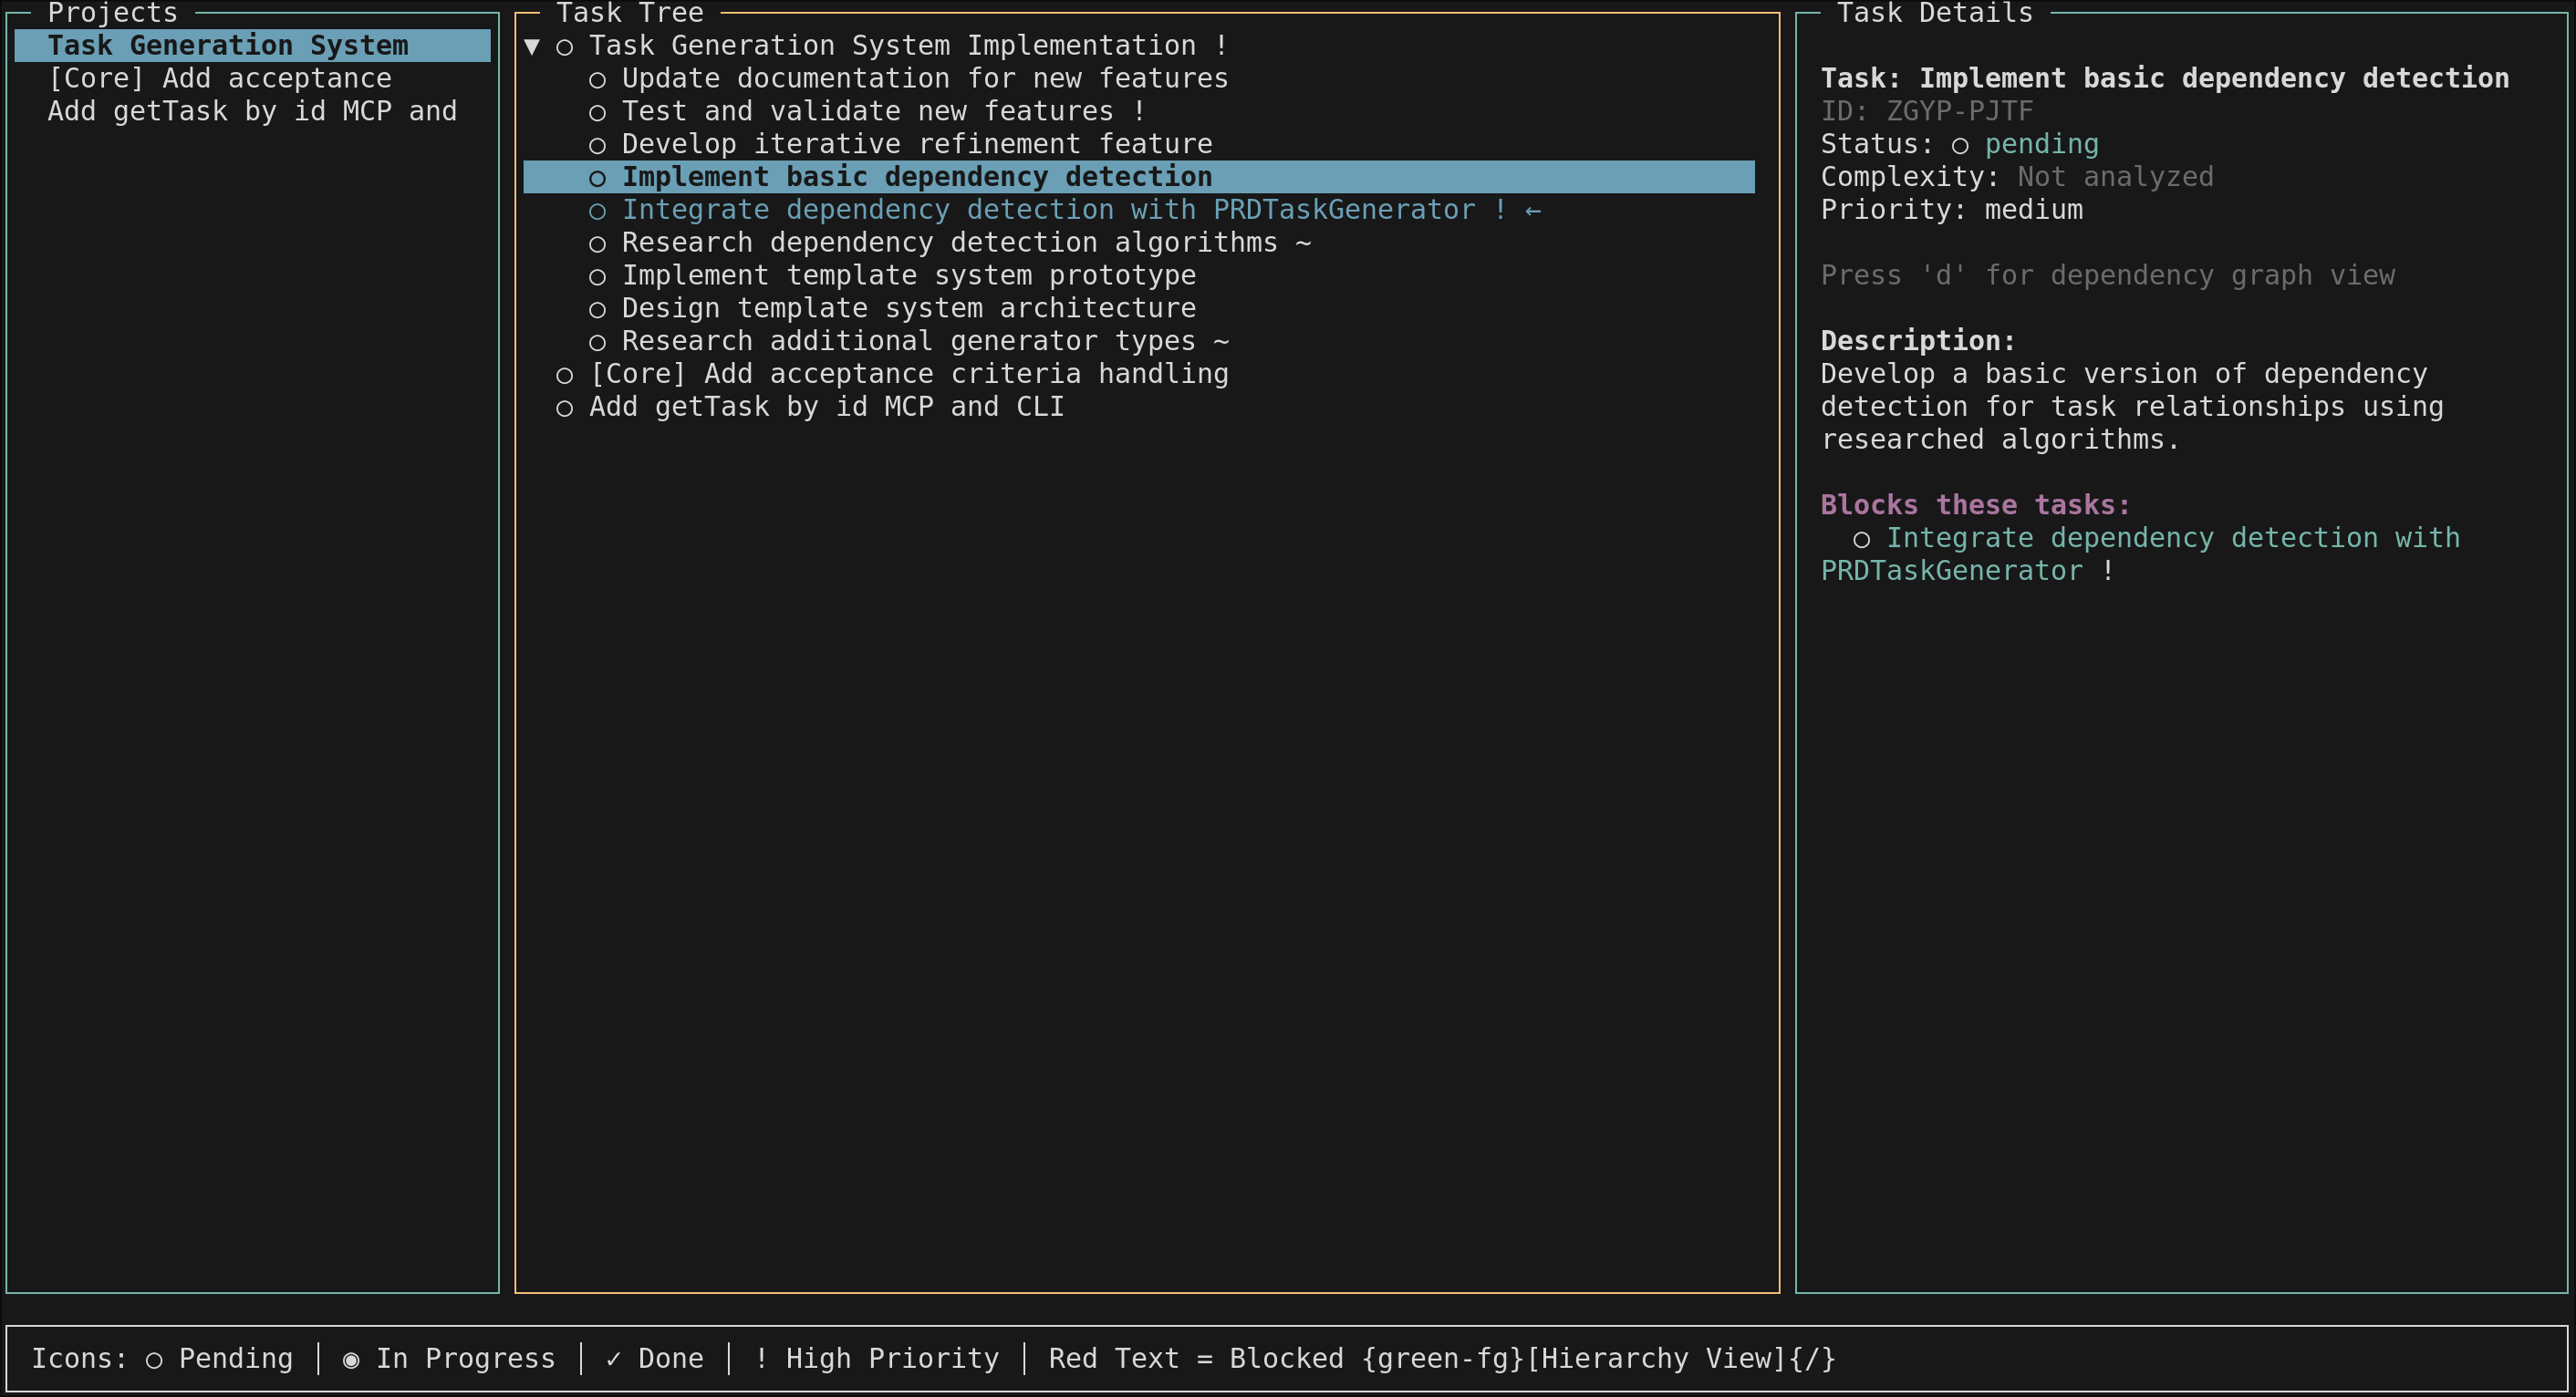 Projects
Task Generation System
[Core] Add acceptance
Add getTask by id MCP and
Task Tree
▼ ○ Task Generation System Implementation !
○ Update documentation for new features
○ Test and validate new features !
○ Develop iterative refinement feature
○ Implement basic dependency detection
○ Integrate dependency detection with PRDTaskGenerator ! ←
○ Research dependency detection algorithms ~
○ Implement template system prototype
○ Design template system architecture
○ Research additional generator types ~
○ [Core] Add acceptance criteria handling
○ Add getTask by id MCP and CLI
Task Details
Task: Implement basic dependency detection
ID: ZGYP-PJTF
Status: ○ pending
Complexity: Not analyzed
Priority: medium
Press 'd' for dependency graph view
Description:
Develop a basic version of dependency
detection for task relationships using
researched algorithms.
Blocks these tasks:
○ Integrate dependency detection with
PRDTaskGenerator !
Icons: ○ Pending │ ◉ In Progress │ ✓ Done │ ! High Priority │ Red Text = Blocked {green-fg}[Hierarchy View]{/}